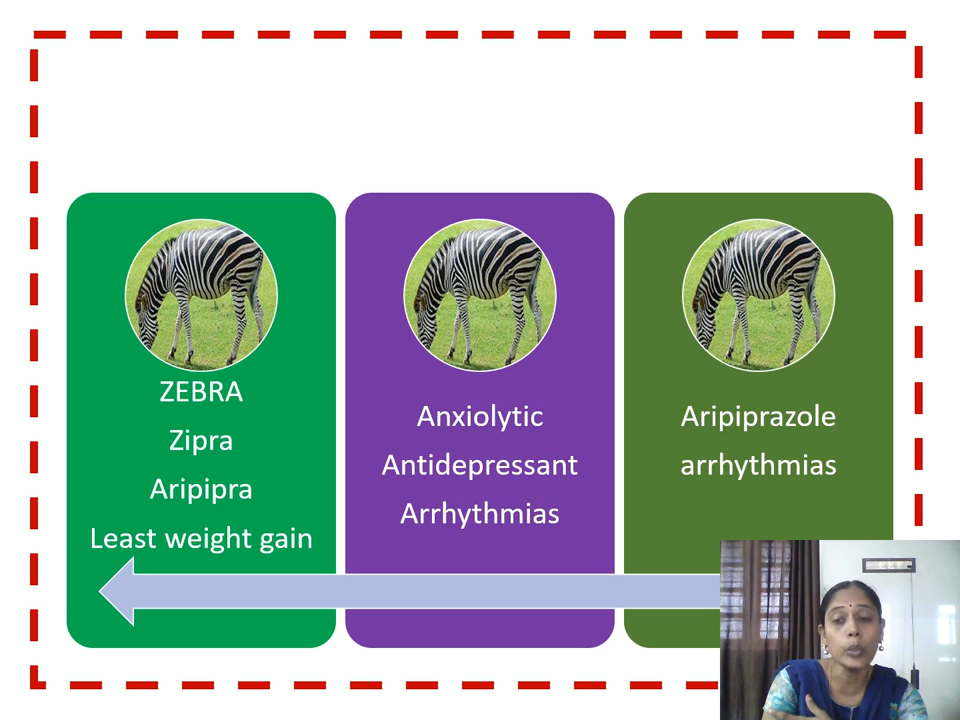 ZEBRA
Zipra
Aripipra
Least weight gain
Anxiolytic
Antidepressant
Arrhythmias
Aripiprazole
arrhythmias